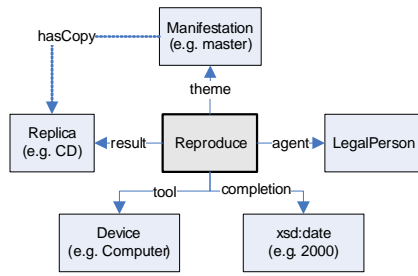 Manifestation
(e.g. master)
hasCopy
theme
Replica
(e.g. CD)
result
Reproduce
agent
LegalPerson
tool
completion
Device
(e.g. Computer)
xsd:date
(e.g. 2000)